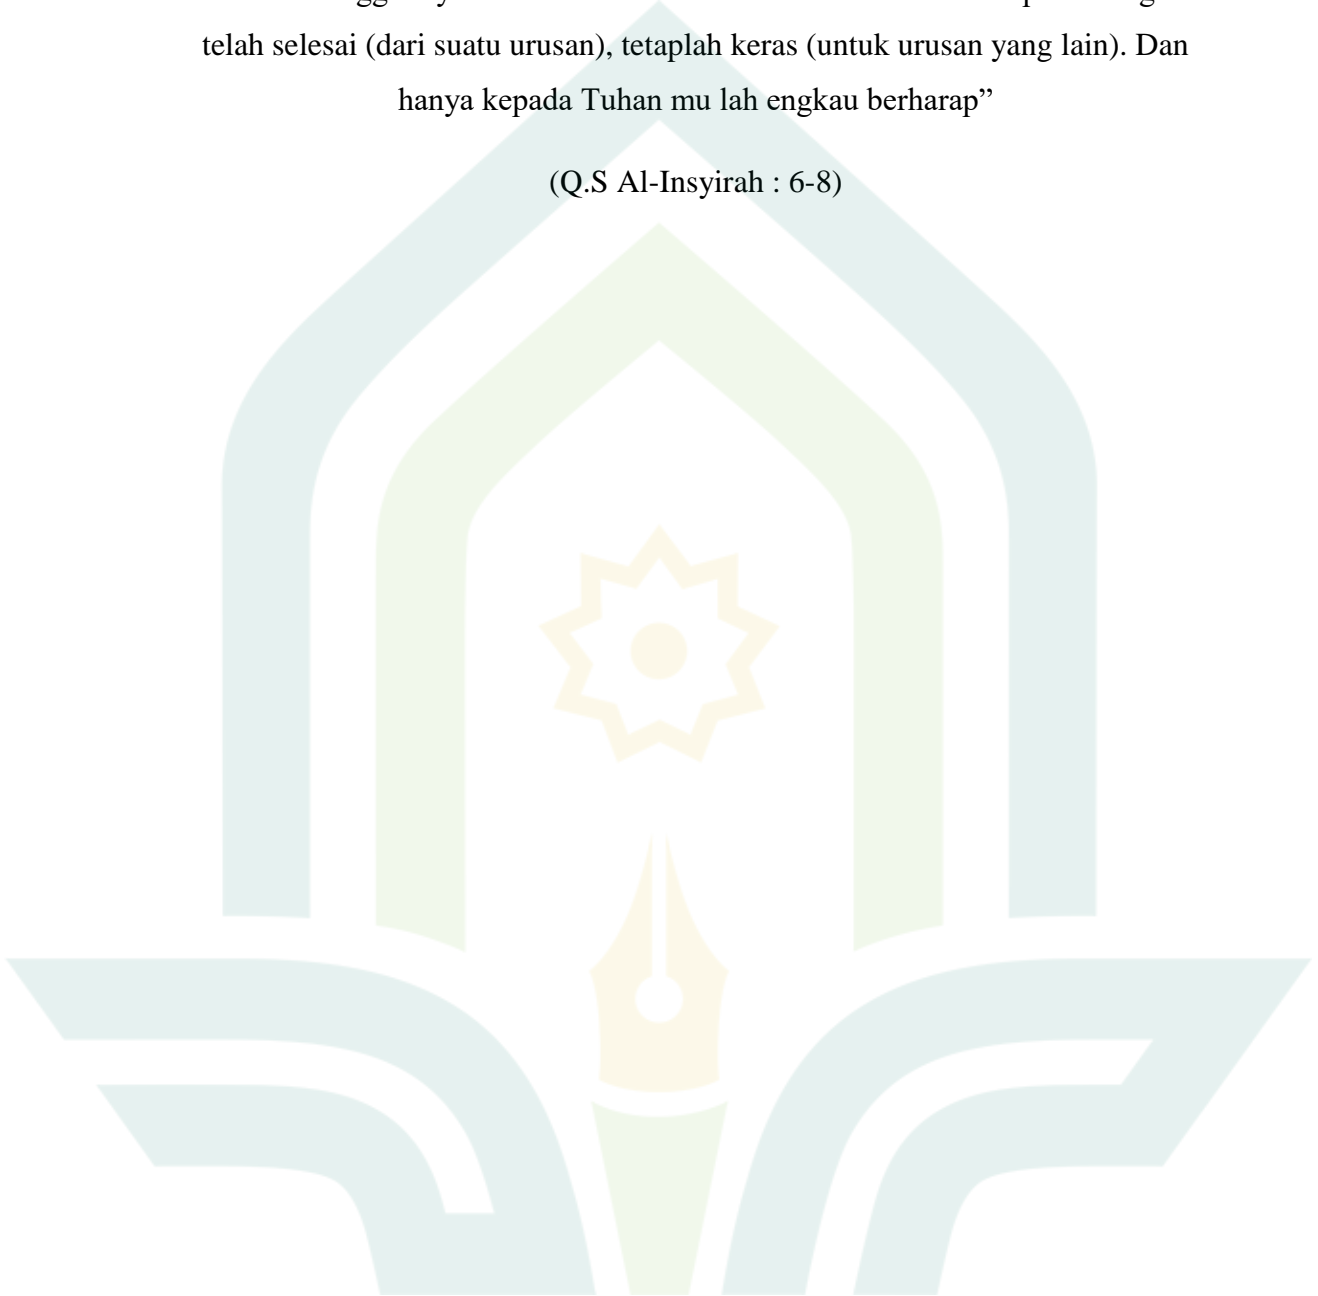 telah selesai (dari suatu urusan), tetaplah keras (untuk urusan yang lain). Dan
hanya kepada Tuhan mu lah engkau berharap”
(Q.S Al-Insyirah : 6-8)